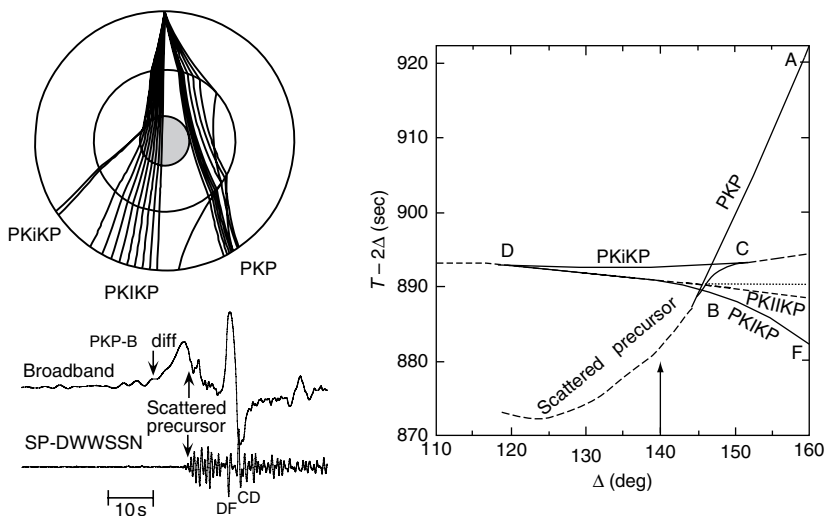 PKiKP
PKIKP
PKP
PKP-B diff
Broadband
Scattered
precursor
SP-DWWSSN
10 s
DF
CD
920
910
900
890
880
870
T − 2Δ (sec)
A
PKP
D
PKiKP
C
B
PKIIKP
PKIKP
F
Scattered precursor
110
120
130
140
150
160
Δ (deg)